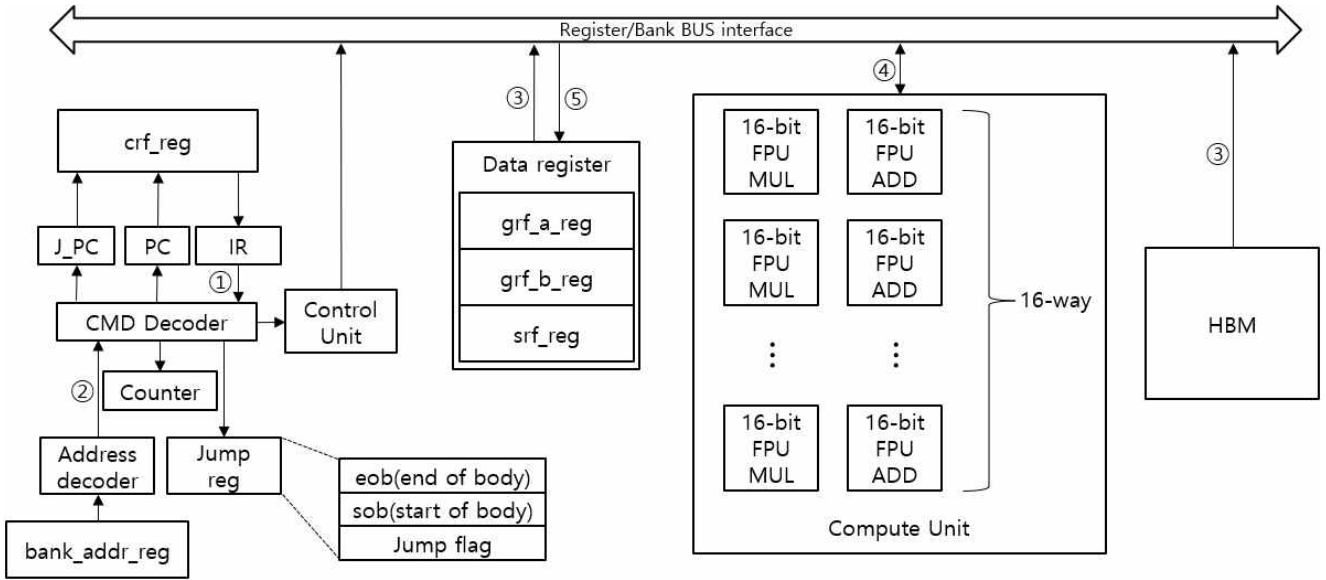 Register/Bank BUS interface
crf_reg
J_PC
PC
IR
①
CMD Decoder
Control
Unit
②
Counter
Address
decoder
Jump
reg
bank_addr_reg
eob(end of body)
sob(start of body)
Jump flag
③
⑤
Data register
grf_a_reg
grf_b_reg
srf_reg
④
16-bit
FPU
MUL
16-bit
FPU
ADD
16-bit
FPU
MUL
16-bit
FPU
ADD
16-bit
FPU
MUL
16-bit
FPU
ADD
16-way
Compute Unit
③
HBM